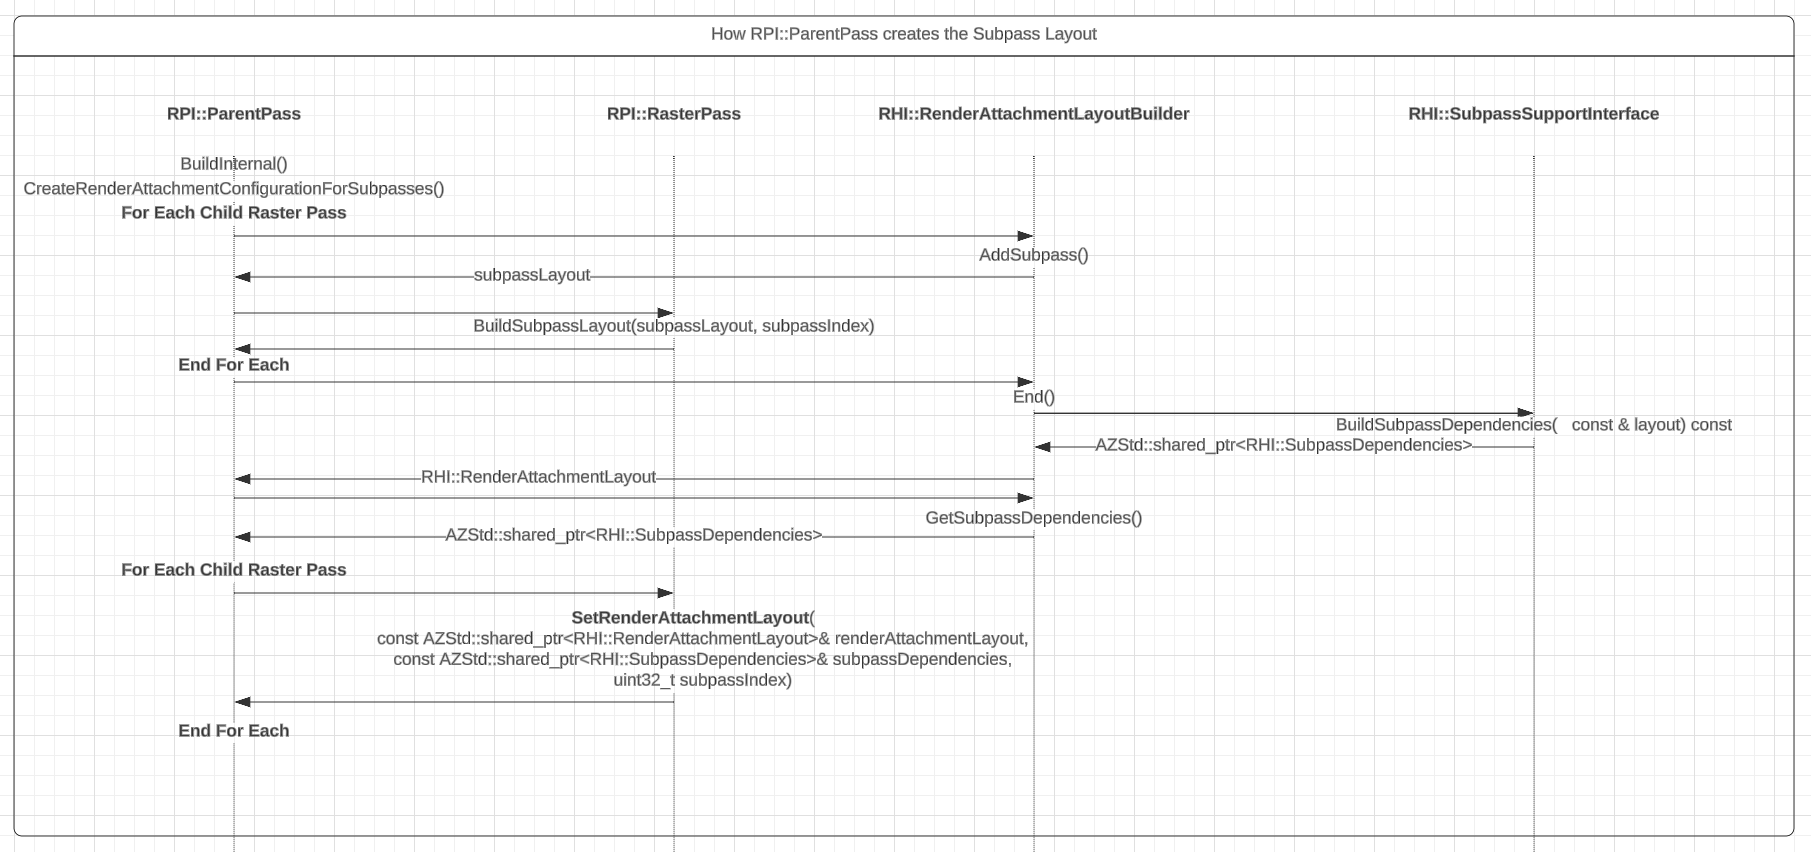 How RPI::ParentPass creates the Subpass Layout
RPI::ParentPass
RPI::RasterPass
RHI::RenderAttachmentLayoutBuilder
RHI::SubpassSupportInterface
BuildInternal()
CreateRenderAttachmentConfigurationForSubpasses()
For Each Child Raster Pass
AddSubpass()
subpassLayout
BuildSubpassLayout(subpassLayout, subpassIndex)
End For Each
End()
BuildSubpassDependencies(   const & layout) const
AZStd::shared_ptr<RHI::SubpassDependencies>
RHI::RenderAttachmentLayout
GetSubpassDependencies()
AZStd::shared_ptr<RHI::SubpassDependencies>
For Each Child Raster Pass
SetRenderAttachmentLayout(
const AZStd::shared_ptr<RHI::RenderAttachmentLayout>& renderAttachmentLayout,
const AZStd::shared_ptr<RHI::SubpassDependencies>& subpassDependencies,
uint32_t subpassIndex)
End For Each